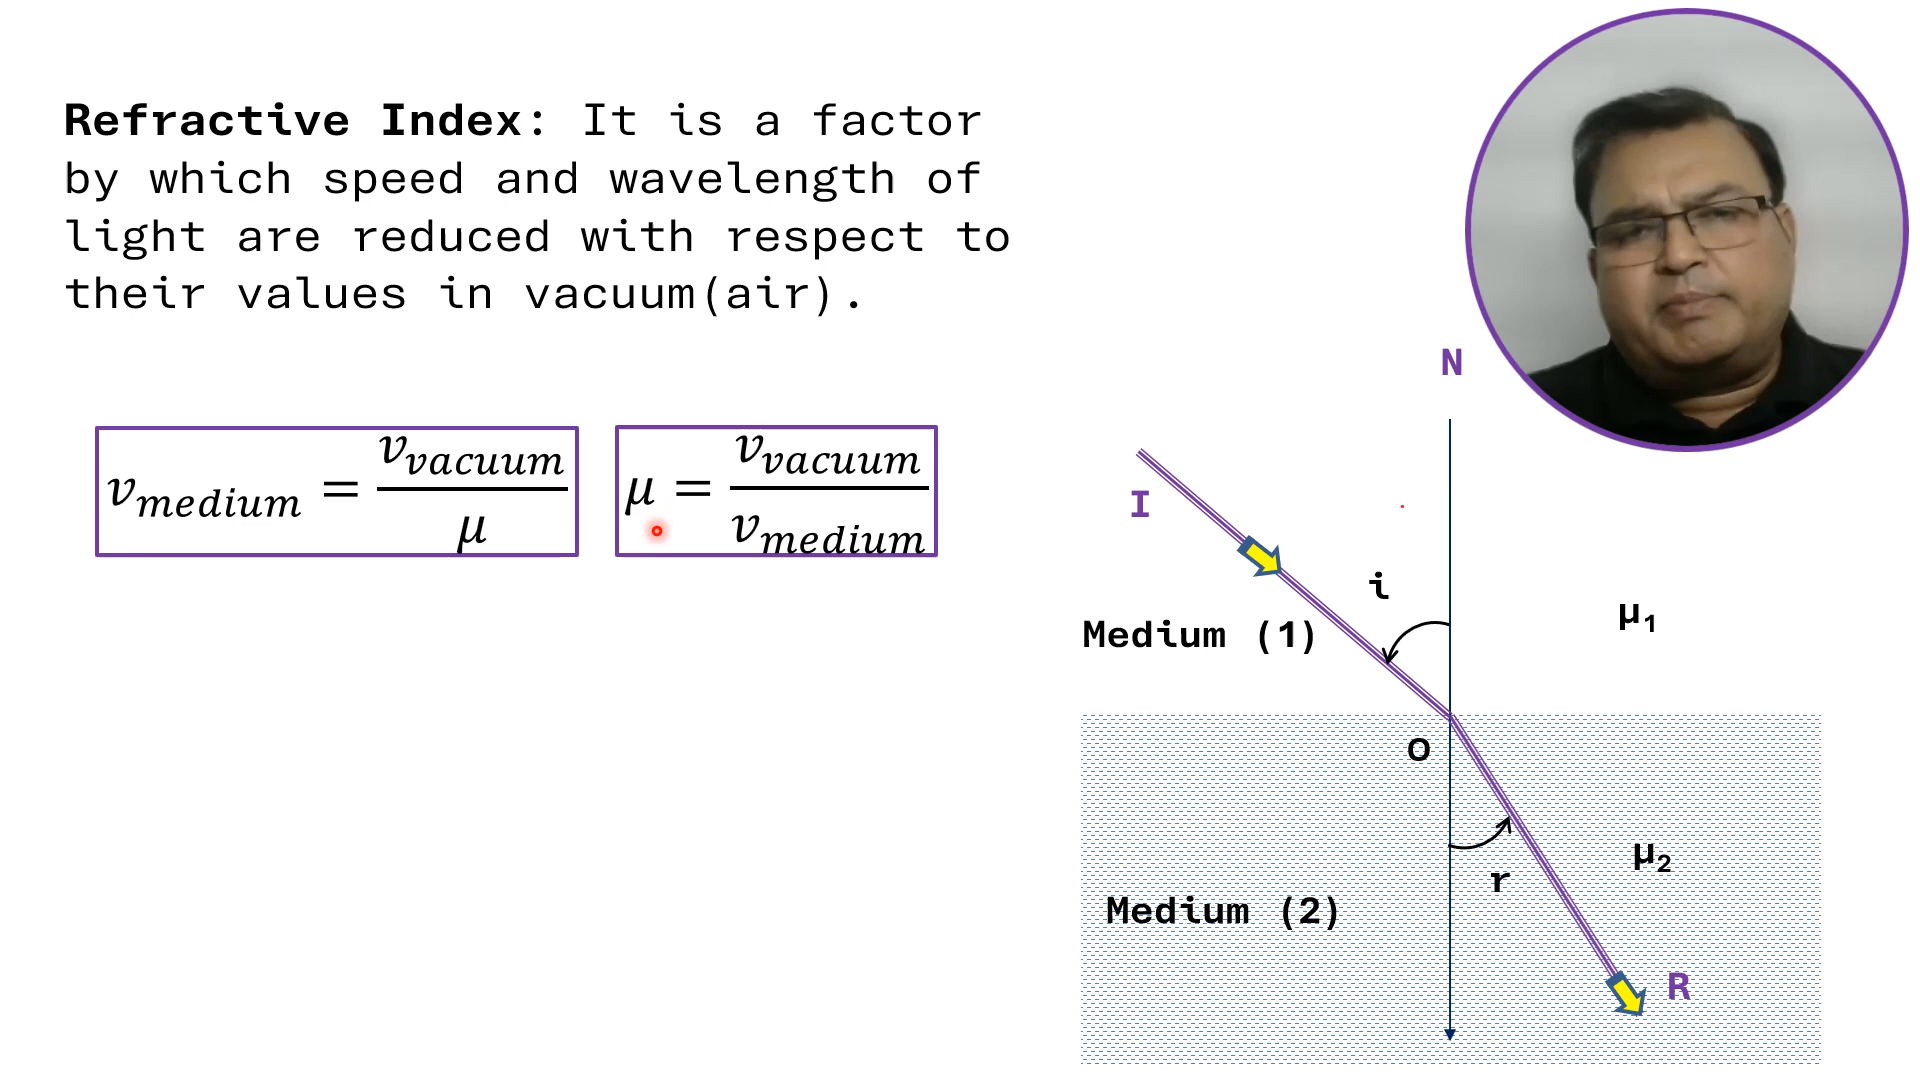 Refractive Index: It is a factor
by which speed and wavelength of
light are reduced with respect to
their values in vacuum(air).
v_medium = v_vacuum / μ
μ = v_vacuum / v_medium
N
I
i
μ₁
Medium (1)
O
μ₂
r
Medium (2)
R